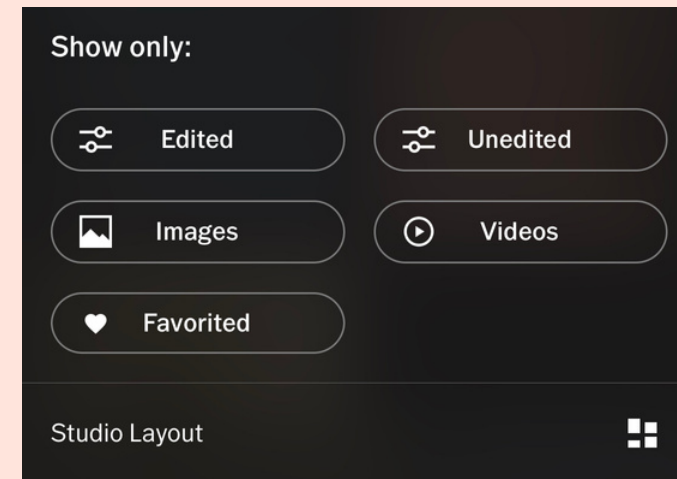 Show only:
Edited
Unedited
Images
Videos
Favorited
Studio Layout